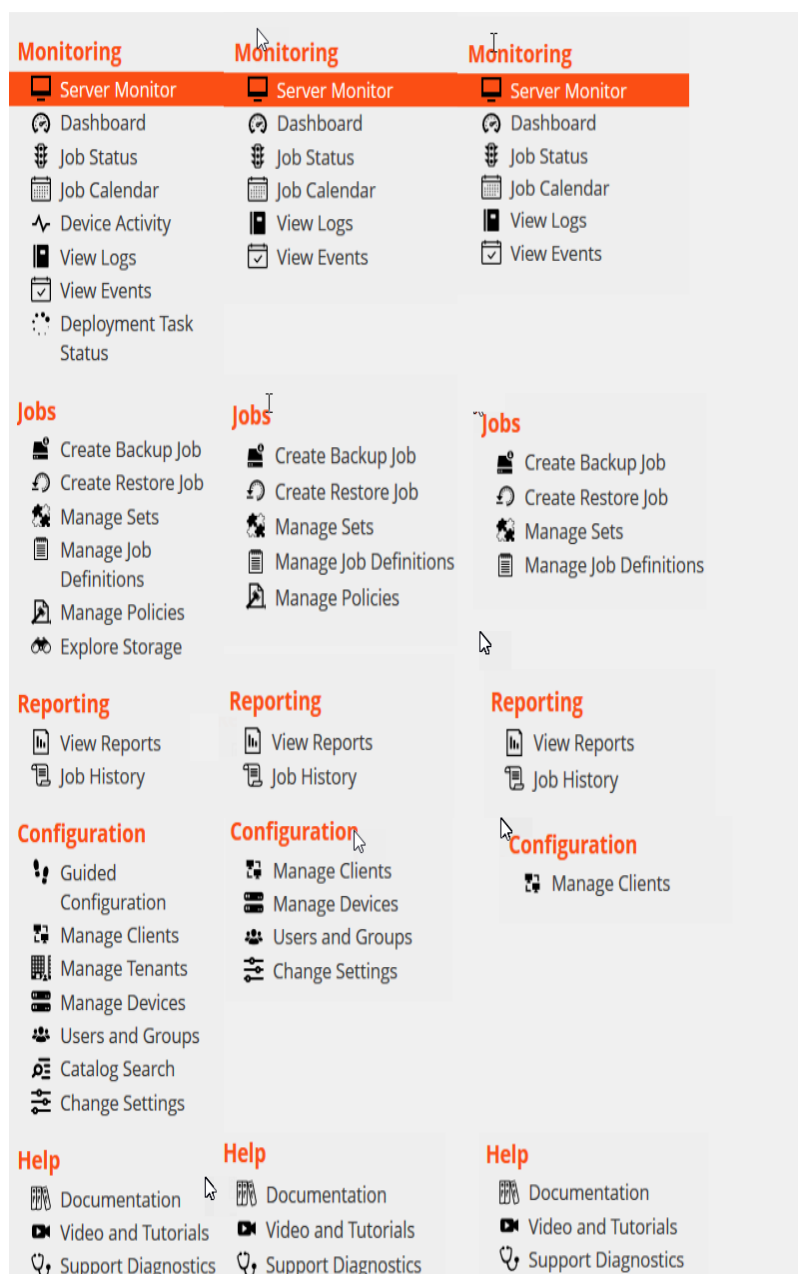 Monitoring
Server Monitor
Dashboard
Job Status
Job Calendar
Device Activity
View Logs
View Events
Deployment Task
Status
Jobs
Create Backup Job
Create Restore Job
Manage Sets
Manage Job
Definitions
Manage Policies
Explore Storage
Reporting
View Reports
Job History
Configuration
Guided
Configuration
Manage Clients
Manage Tenants
Manage Devices
Users and Groups
Catalog Search
Change Settings
Help
Documentation
Video and Tutorials
Support Diagnostics
Monitoring
Server Monitor
Dashboard
Job Status
Job Calendar
View Logs
View Events
Jobs
Create Backup Job
Create Restore Job
Manage Sets
Manage Job Definitions
Manage Policies
Reporting
View Reports
Job History
Configuration
Manage Clients
Manage Devices
Users and Groups
Change Settings
Help
Documentation
Video and Tutorials
Support Diagnostics
Monitoring
Server Monitor
Dashboard
Job Status
Job Calendar
View Logs
View Events
Jobs
Create Backup Job
Create Restore Job
Manage Sets
Manage Job Definitions
Reporting
View Reports
Job History
Configuration
Manage Clients
Help
Documentation
Video and Tutorials
Support Diagnostics